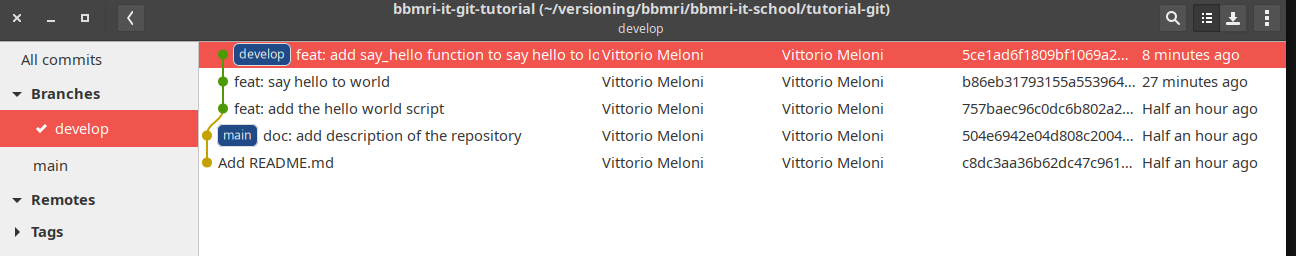 bbmri-it-git-tutorial (~/versioning/bbmri/bbmri-it-school/tutorial-git)
develop
All commits
Branches
develop
main
Remotes
Tags
develop feat: add say_hello function to say hello to lo Vittorio Meloni Vittorio Meloni 5ce1ad6f1809bf1069a2... 8 minutes ago
feat: say hello to world Vittorio Meloni Vittorio Meloni b86eb31793155a553964... 27 minutes ago
feat: add the hello world script Vittorio Meloni Vittorio Meloni 757baec96c0dc6b802a2... Half an hour ago
main doc: add description of the repository Vittorio Meloni Vittorio Meloni 504e6942e04d808c2004... Half an hour ago
Add README.md Vittorio Meloni Vittorio Meloni c8dc3aa36b62dc47c961... Half an hour ago